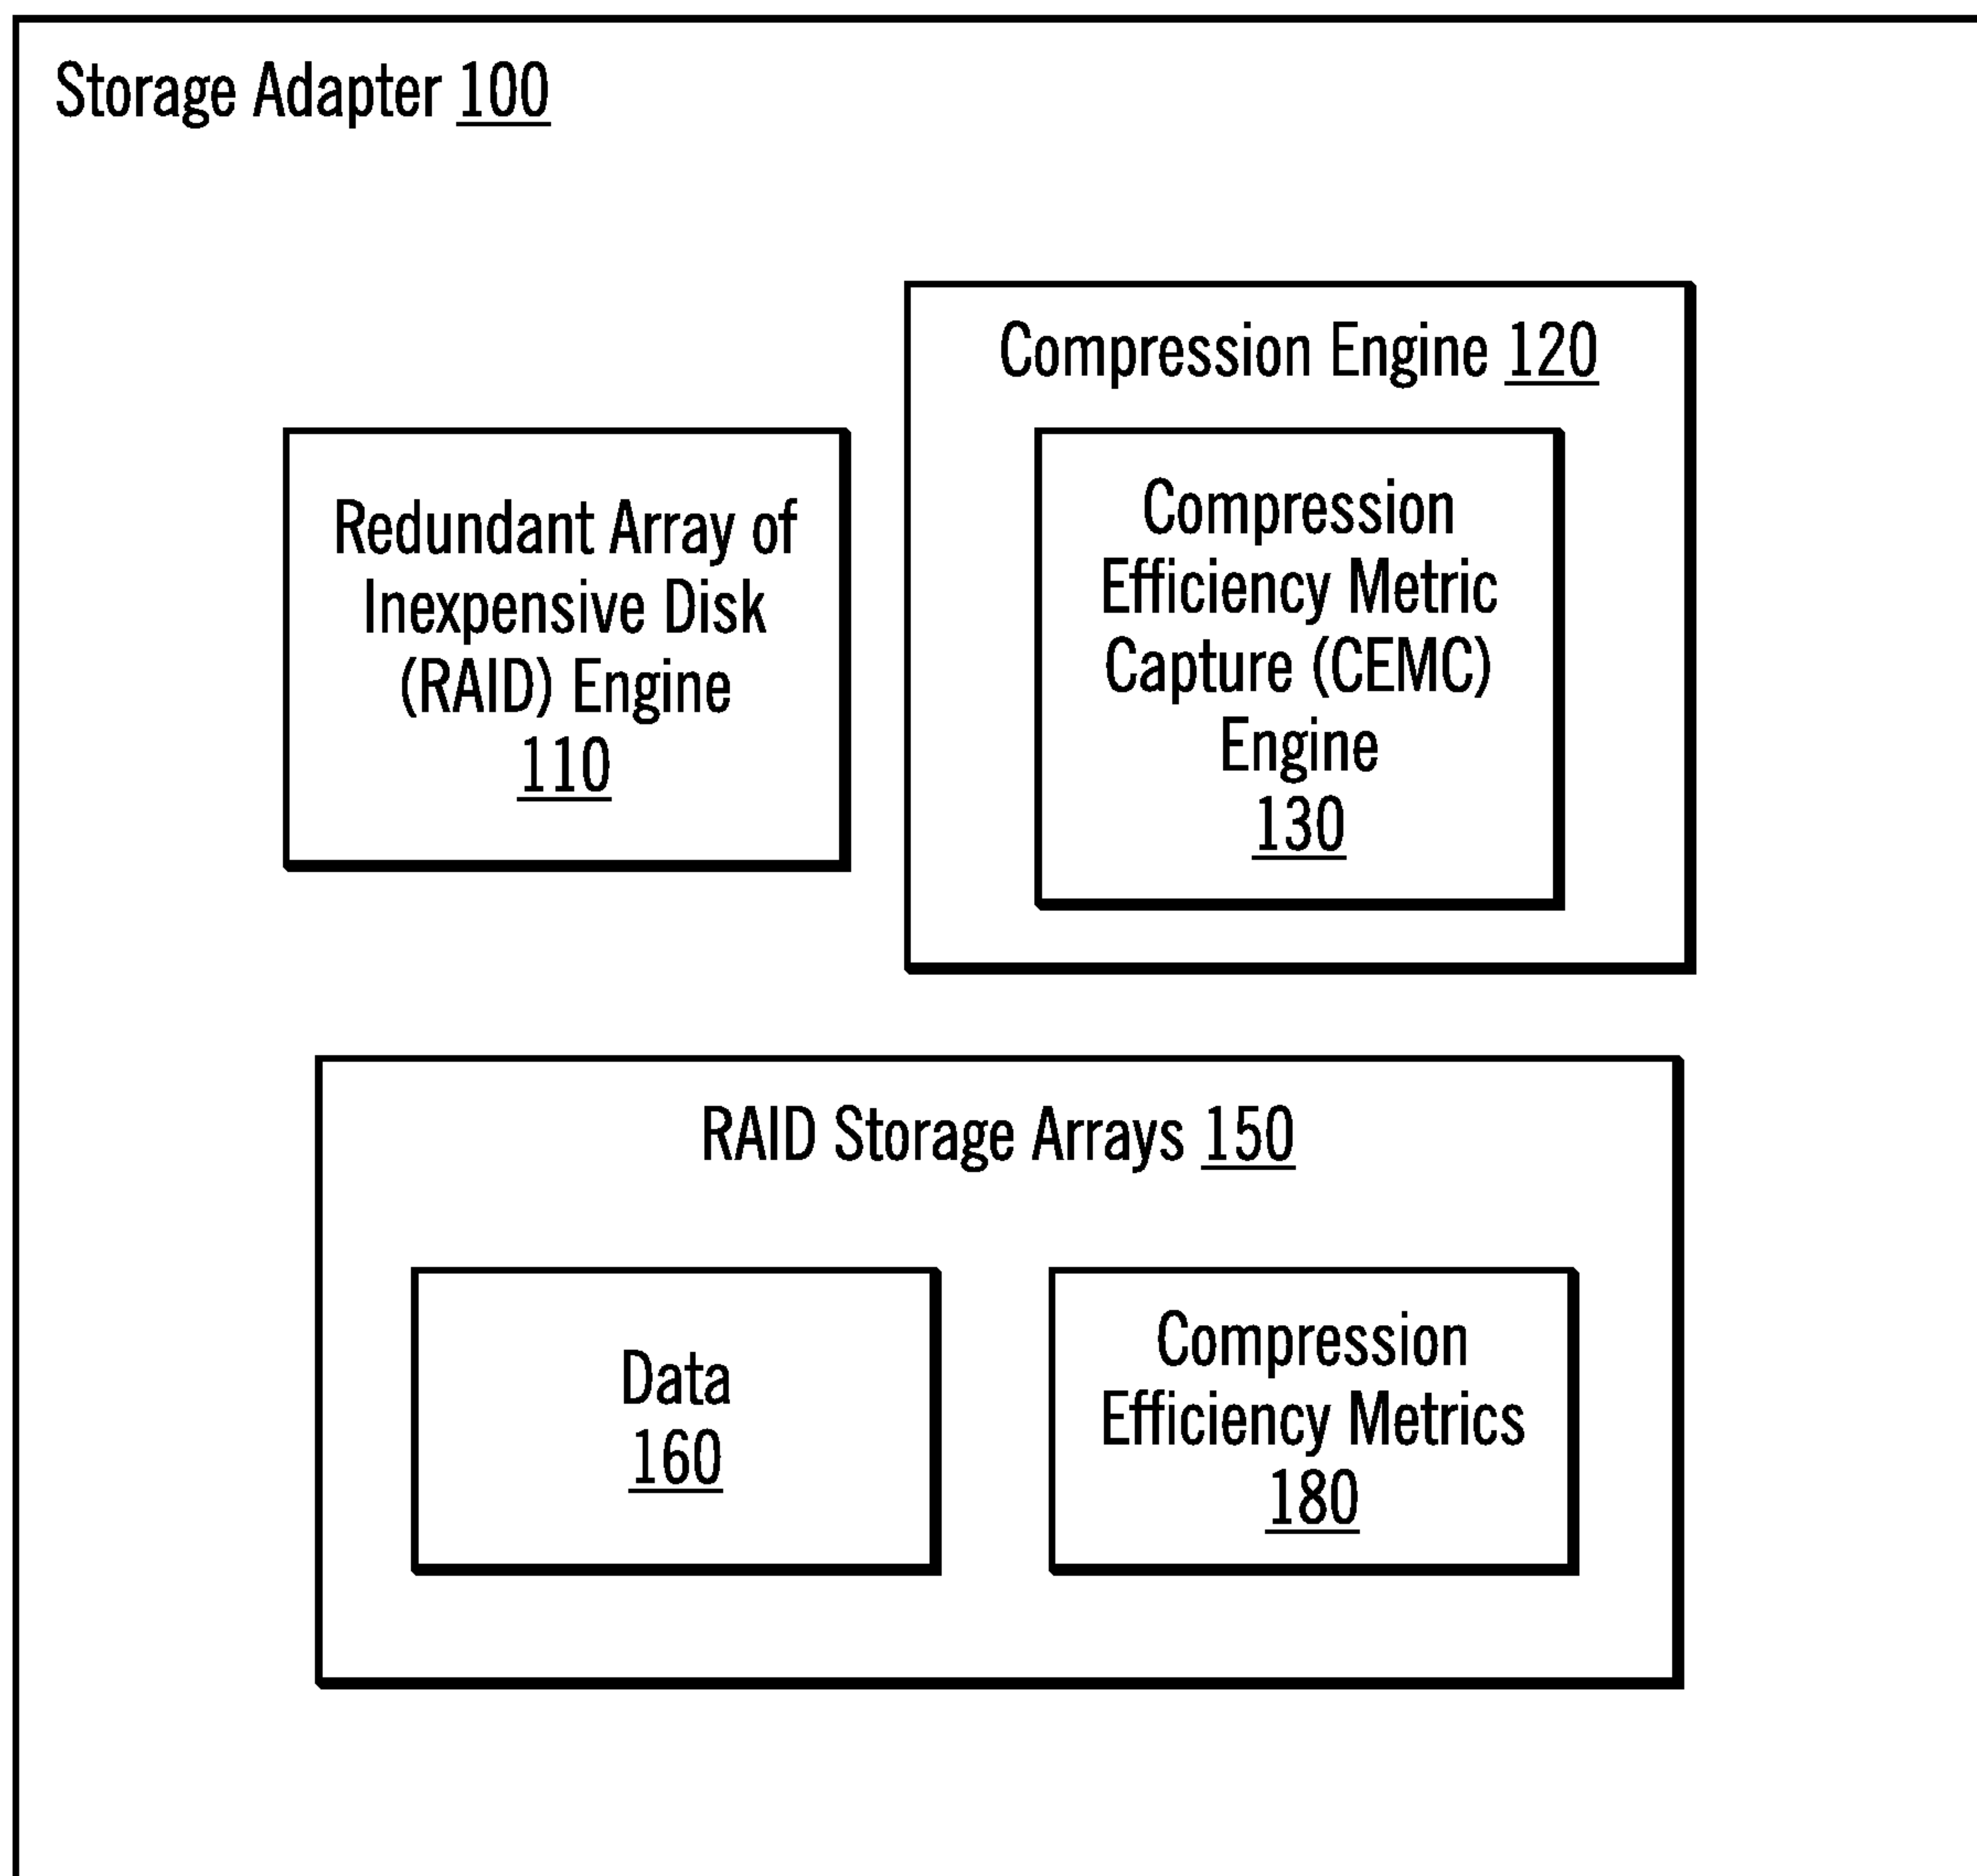 Storage Adapter 100
Compression Engine 120
Redundant Array of
Inexpensive Disk
(RAID) Engine
110
Compression
Efficiency Metric
Capture (CEMC)
Engine
130
RAID Storage Arrays 150
Data
160
Compression
Efficiency Metrics
180